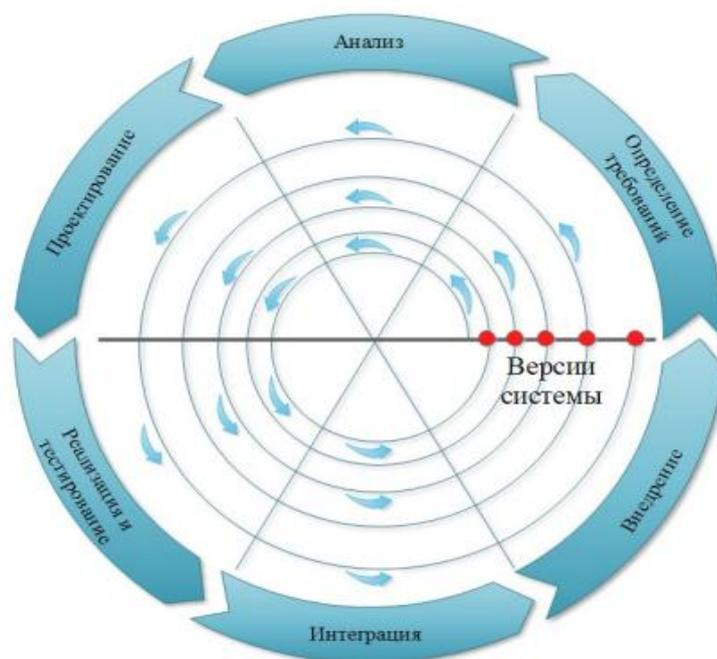 Анализ
Определение
требований
Проектирование
Версии
системы
Реализация и
тестирование
Внедрение
Интеграция